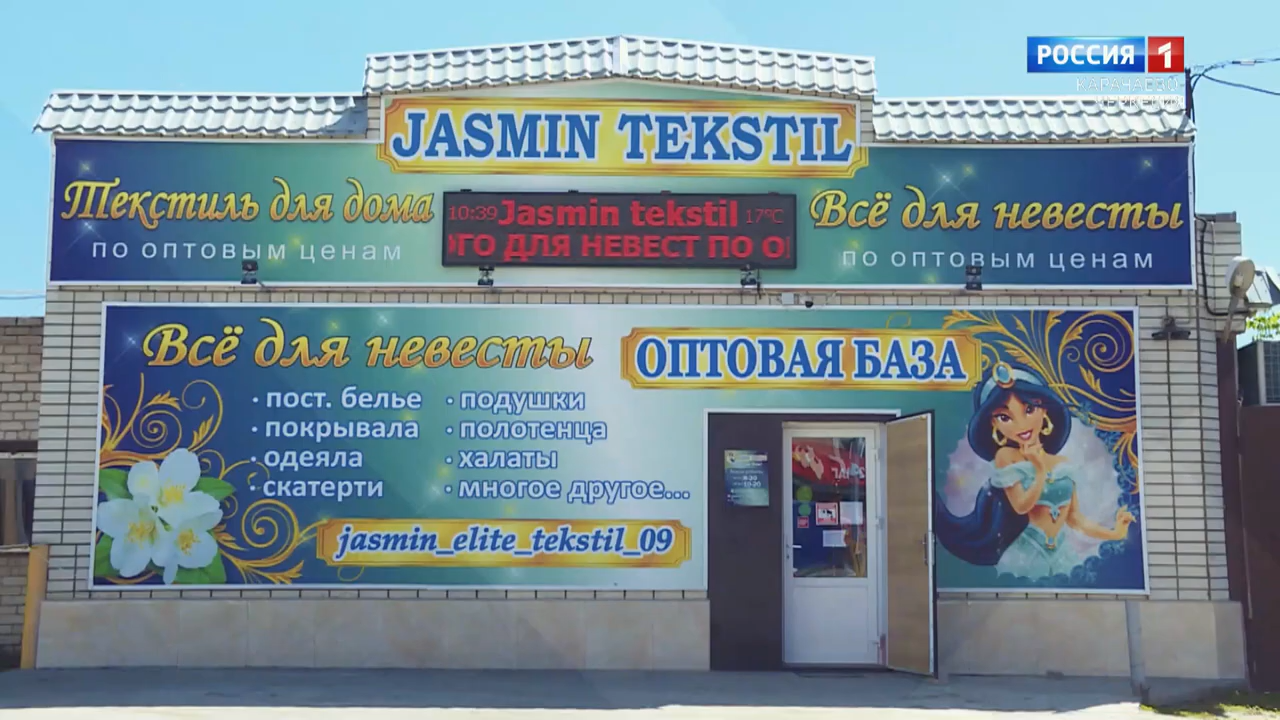 РОССИЯ 1
КАРАЧАЕВО
JASMIN TEKSTIL
Текстиль для дома
по оптовым ценам
10:39 Jasmin tekstil 17°C
ОГО ДЛЯ НЕВЕСТ ПО О
Всё для невесты
по оптовым ценам
Всё для невесты
· пост. белье
· покрывала
· одеяла
· скатерти
· подушки
· полотенца
· халаты
· многое другое...
jasmin_elite_tekstil_09
ОПТОВАЯ БАЗА